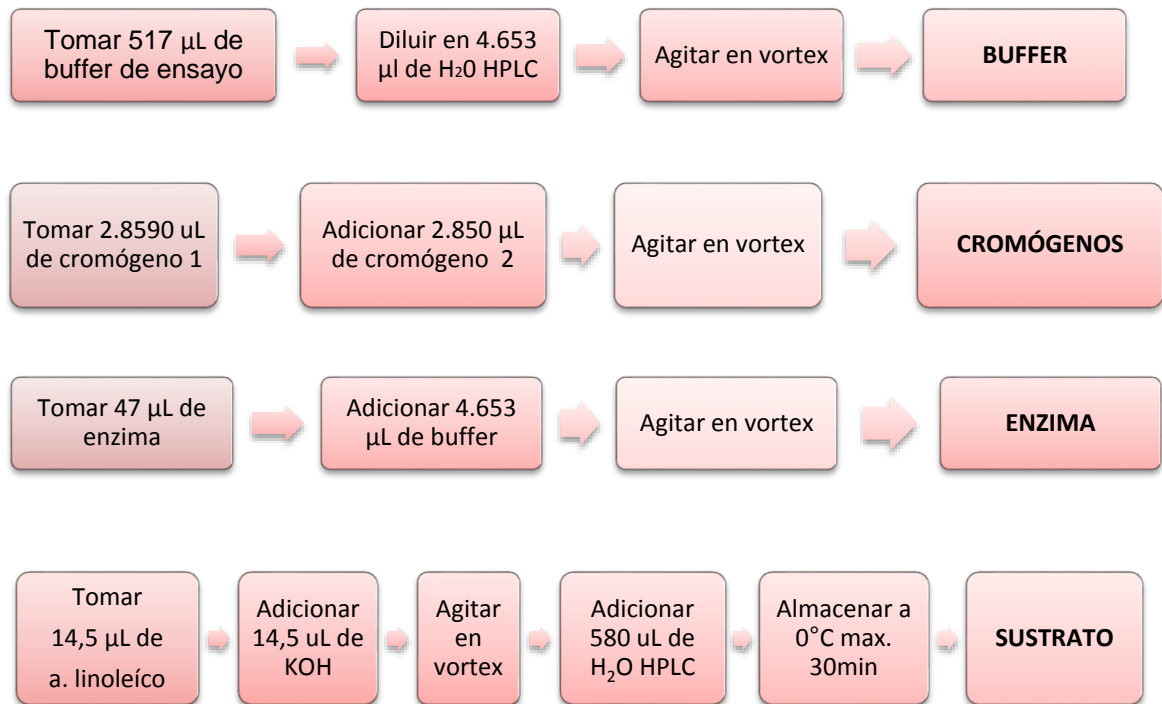 Tomar 517 µL de
buffer de ensayo
Diluir en 4.653
µl de H₂0 HPLC
Agitar en vortex
BUFFER
Tomar 2.8590 uL
de cromógeno 1
Adicionar 2.850 µL
de cromógeno 2
Agitar en vortex
CROMÓGENOS
Tomar 47 µL de
enzima
Adicionar 4.653
µL de buffer
Agitar en vortex
ENZIMA
Tomar
14,5 µL de
a. linoleíco
Adicionar
14,5 uL de
KOH
Agitar
en
vortex
Adicionar
580 uL de
H₂O HPLC
Almacenar a
0°C max.
30min
SUSTRATO